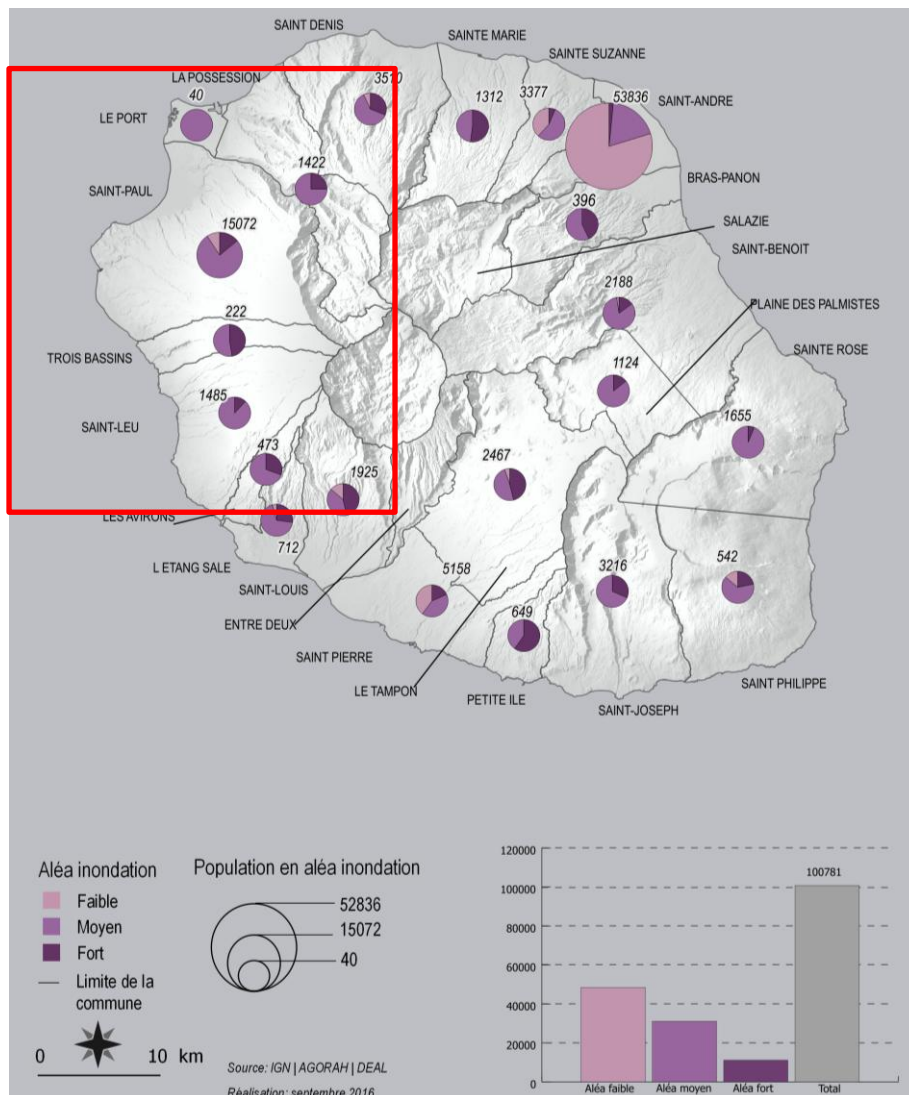 SAINT DENIS
SAINTE MARIE
SAINTE SUZANNE
LA POSSESSION
3510
40
1312
3377
53836
SAINT-ANDRE
LE PORT
1422
SAINT-PAUL
BRAS-PANON
396
SALAZIE
15072
SAINT-BENOIT
2188
PLAINE DES PALMISTES
222
TROIS BASSINS
SAINTE ROSE
1124
1485
SAINT-LEU
1655
473
1925
2467
LES AVIRONS
712
L ETANG SALE
5158
3216
542
SAINT-LOUIS
ENTRE DEUX
649
SAINT PIERRE
LE TAMPON
PETITE ILE
SAINT-JOSEPH
SAINT PHILIPPE
Aléa inondation
Faible
Moyen
Fort
Limite de la
commune
0 10 km
Population en aléa inondation
52836
15072
40
Source: IGN | AGORAH | DEAL
Réalisation: septembre 2016
120000
100000
80000
60000
40000
20000
0
100781
Aléa faible Aléa moyen Aléa fort Total